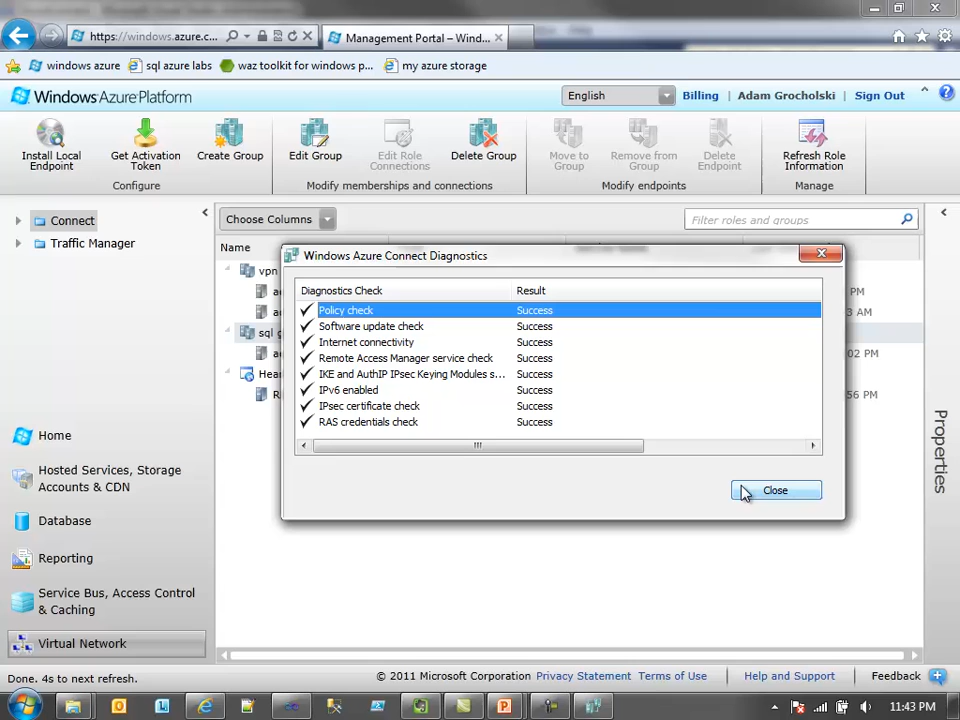 https://windows.azure.c...
Management Portal – Wind...
windows azure
sql azure labs
waz toolkit for windows p...
my azure storage
Windows Azure Platform
English
Billing
Adam Grocholski
Sign Out
Install Local
Endpoint
Get Activation
Token
Create Group
Configure
Edit Group
Edit Role
Connections
Delete Group
Modify memberships and connections
Move to
Group
Remove from
Group
Delete
Endpoint
Modify endpoints
Refresh Role
Information
Manage
Connect
Traffic Manager
Choose Columns
Filter roles and groups
Name
vpn
PM
3 AM
sql g
02 PM
Hea
56 PM
Windows Azure Connect Diagnostics
Diagnostics Check Result
Policy check Success
Software update check Success
Internet connectivity Success
Remote Access Manager service check Success
IKE and AuthIP IPsec Keying Modules s... Success
IPv6 enabled Success
IPsec certificate check Success
RAS credentials check Success
Close
Properties
Home
Hosted Services, Storage
Accounts & CDN
Database
Reporting
Service Bus, Access Control
& Caching
Virtual Network
Done. 4s to next refresh.
© 2011 Microsoft Corporation
Privacy Statement
Terms of Use
Help and Support
Feedback
11:43 PM